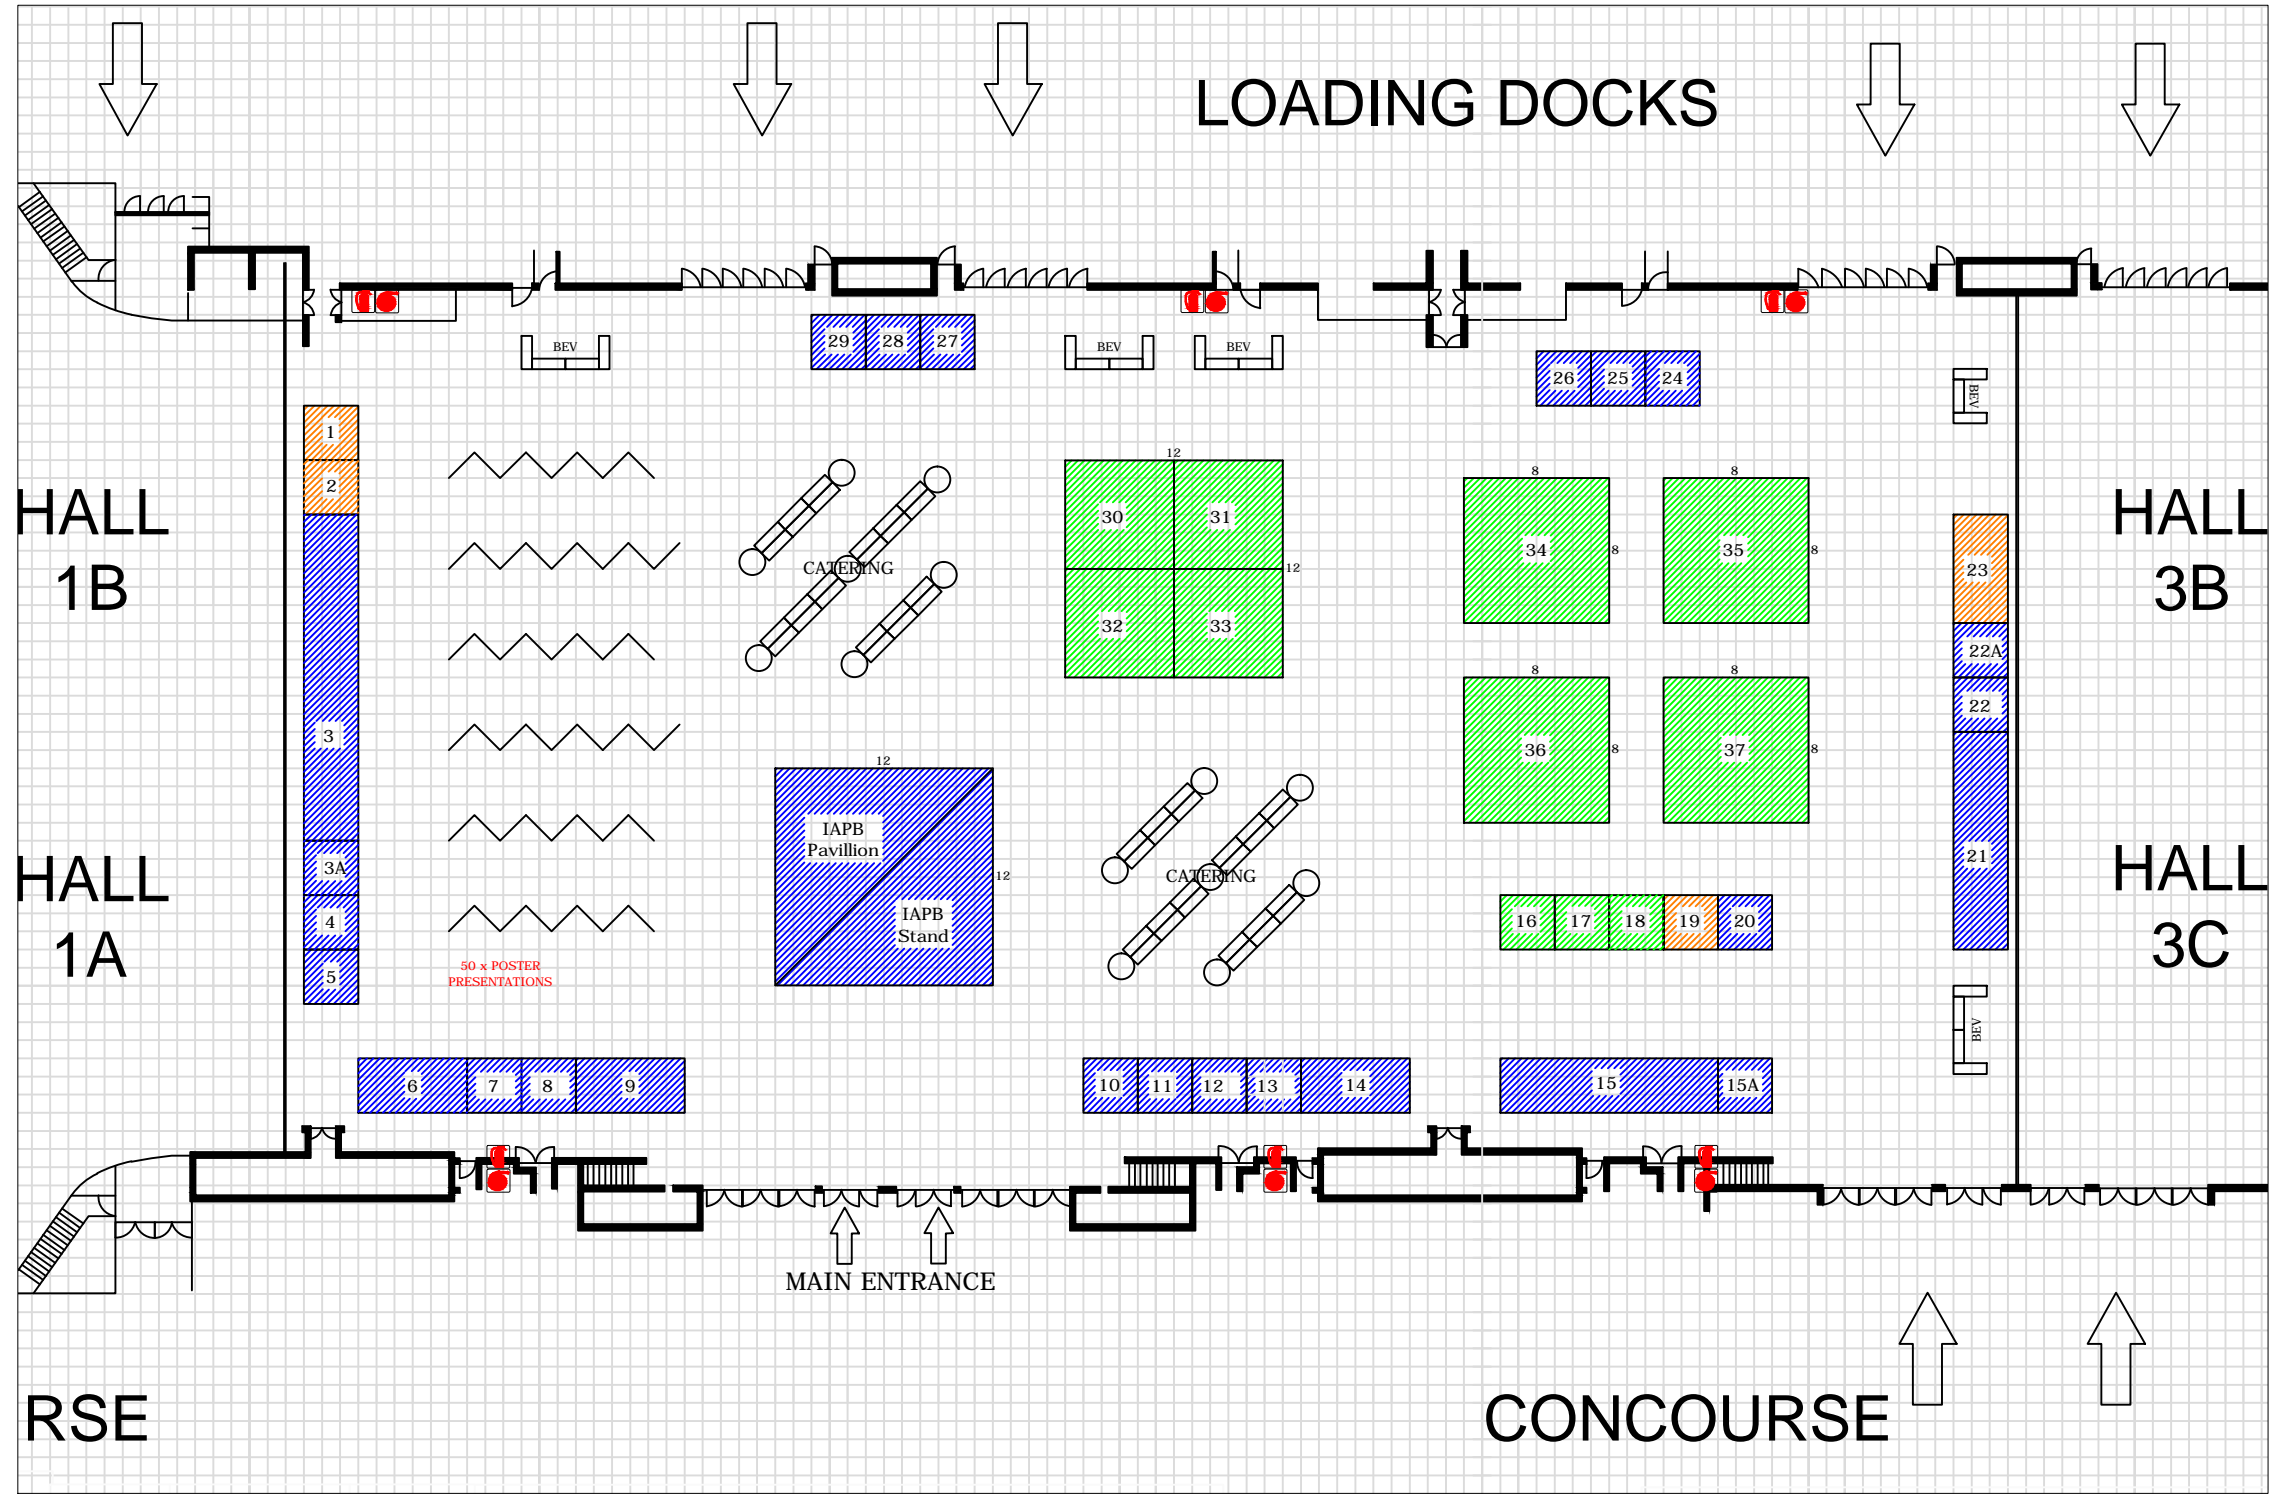 LOADING DOCKS
BEV
29
28
27
BEV
BEV
26
25
24
BEV
1
2
12
30
31
12
32
33
8
34
8
8
35
8
HALL
1B
HALL
3B
CATERING
23
22A
22
3
8
36
8
8
37
8
12
IAPB
Pavillion
12
IAPB
Stand
CATERING
21
HALL
1A
HALL
3C
3A
4
5
16
17
18
19
20
50 x POSTER
PRESENTATIONS
BEV
6
7
8
9
10
11
12
13
14
15
15A
MAIN ENTRANCE
RSE
CONCOURSE